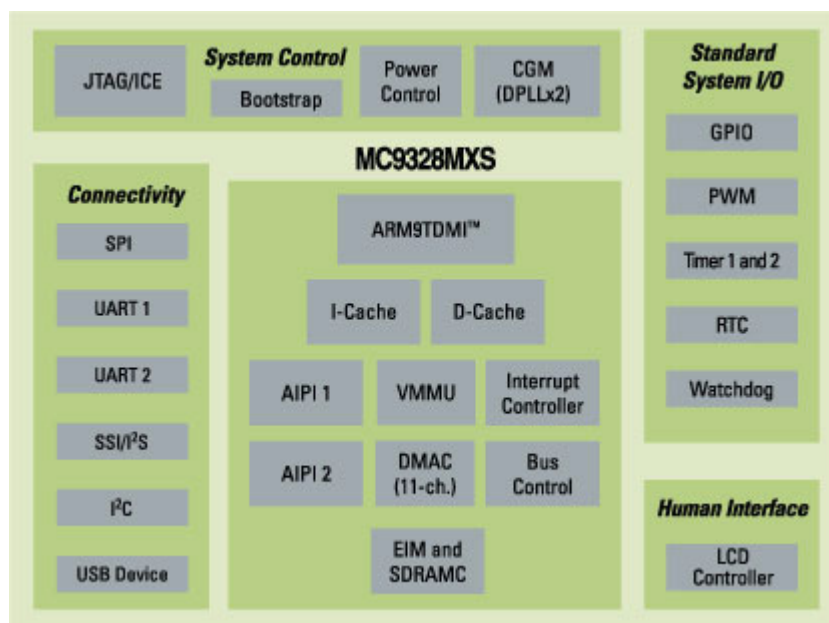 System Control
JTAG/ICE
Bootstrap
Power
Control
CGM
(DPLLx2)
Standard
System I/O
GPIO
PWM
Timer 1 and 2
RTC
Watchdog
MC9328MXS
Connectivity
SPI
UART 1
UART 2
SSI/I²S
I²C
USB Device
ARM9TDMI™
I-Cache
D-Cache
AIPI 1
VMMU
Interrupt
Controller
AIPI 2
DMAC
(11-ch.)
Bus
Control
EIM and
SDRAMC
Human Interface
LCD
Controller